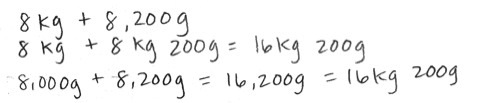 8 kg + 8,200g
8 kg + 8 kg 200g = 16kg 200g
8,000g + 8,200g = 16,200g = 16kg 200g